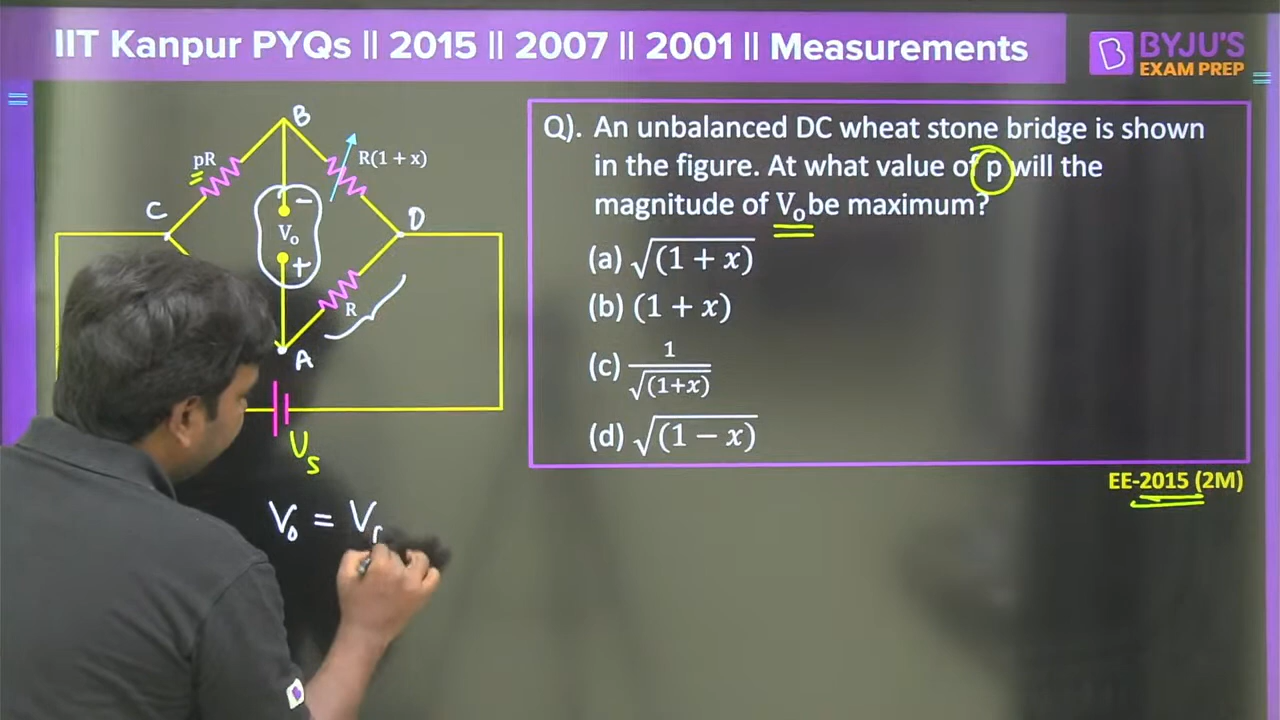 IIT Kanpur PYQs || 2015 || 2007 || 2001 || Measurements
BYJU'S
EXAM PREP
B
pR
R(1 + x)
C
D
−
V₀
+
R
A
Vs
V₀ = V
Q). An unbalanced DC wheat stone bridge is shown
in the figure. At what value of p will the
magnitude of V₀ be maximum?
(a) √(1 + x)
(b) (1 + x)
(c) 1/√(1+x)
(d) √(1 − x)
EE-2015 (2M)